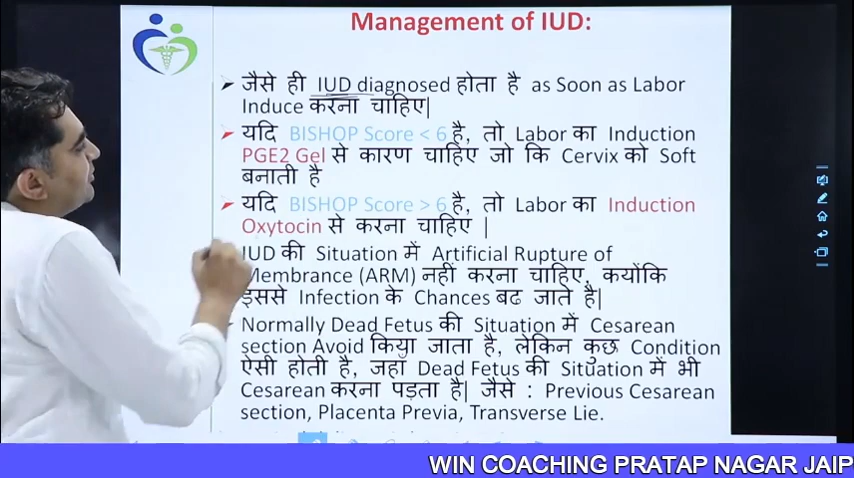 Management of IUD:
जैसे ही IUD diagnosed होता है as Soon as Labor
Induce करना चाहिए|
यदि BISHOP Score < 6 है, तो Labor का Induction
PGE2 Gel से कारण चाहिए जो कि Cervix को Soft
बनाती है
यदि BISHOP Score > 6 है, तो Labor का Induction
Oxytocin से करना चाहिए |
IUD की Situation में Artificial Rupture of
Membrance (ARM) नहीं करना चाहिए, कयोंकि
इससे Infection के Chances बढ जाते है|
Normally Dead Fetus की Situation में Cesarean
section Avoid किया जाता है, लेकिन कुछ Condition
ऐसी होती है, जहाँ Dead Fetus की Situation में भी
Cesarean करना पड़ता है| जैसे : Previous Cesarean
section, Placenta Previa, Transverse Lie.
WIN COACHING PRATAP NAGAR JAIP